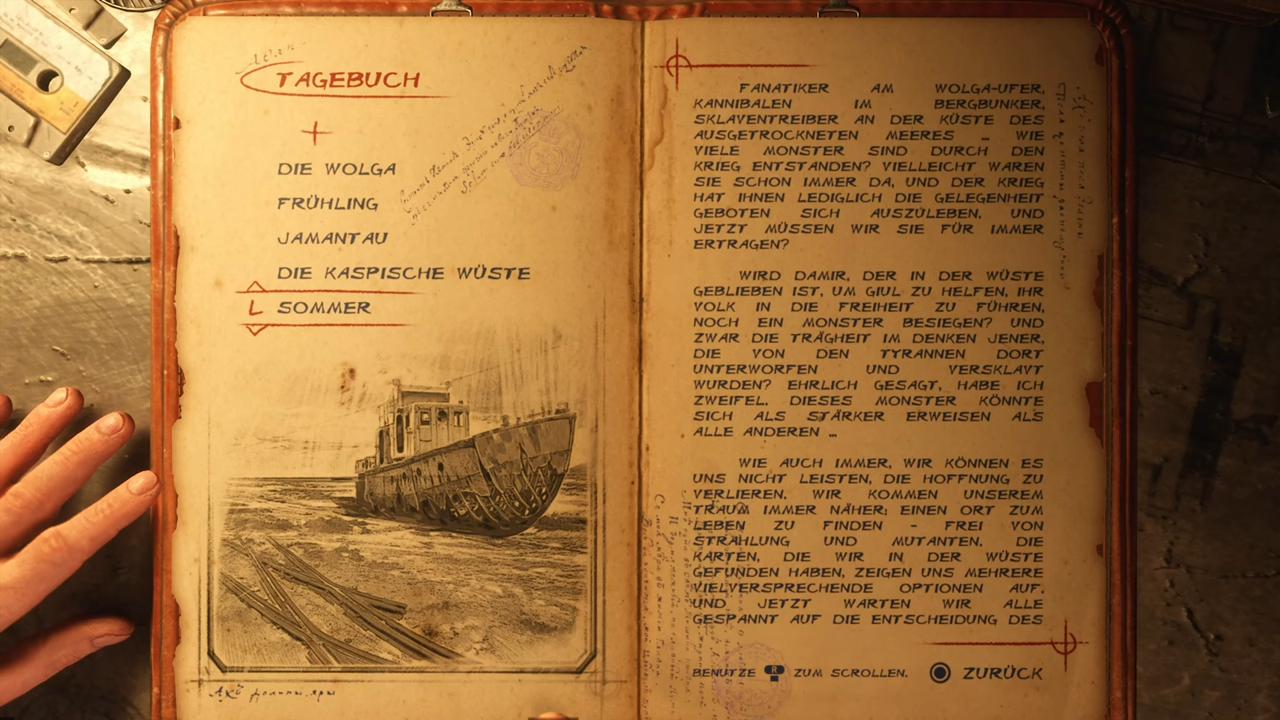 TAGEBUCH
DIE WOLGA
FRÜHLING
JAMANTAU
DIE KASPISCHE WÜSTE
L SOMMER
FANATIKER AM WOLGA-UFER,
KANNIBALEN IM BERGBUNKER,
SKLAVENTREIBER AN DER KÜSTE DES
AUSGETROCKNETEN MEERES ... WIE
VIELE MONSTER SIND DURCH DEN
KRIEG ENTSTANDEN? VIELLEICHT WAREN
SIE SCHON IMMER DA, UND DER KRIEG
HAT IHNEN LEDIGLICH DIE GELEGENHEIT
GEBOTEN SICH AUSZULEBEN. UND
JETZT MÜSSEN WIR SIE FÜR IMMER
ERTRAGEN?
WIRD DAMIR, DER IN DER WÜSTE
GEBLIEBEN IST, UM GIUL ZU HELFEN, IHR
VOLK IN DIE FREIHEIT ZU FÜHREN,
NOCH EIN MONSTER BESIEGEN? UND
ZWAR DIE TRÄGHEIT IM DENKEN JENER,
DIE VON DEN TYRANNEN DORT
UNTERWORFEN UND VERSKLAVT
WURDEN? EHRLICH GESAGT, HABE ICH
ZWEIFEL. DIESES MONSTER KÖNNTE
SICH ALS STÄRKER ERWEISEN ALS
ALLE ANDEREN ...
WIE AUCH IMMER, WIR KÖNNEN ES
UNS NICHT LEISTEN, DIE HOFFNUNG ZU
VERLIEREN. WIR KOMMEN UNSEREM
TRAUM IMMER NÄHER: EINEN ORT ZUM
LEBEN ZU FINDEN - FREI VON
STRAHLUNG UND MUTANTEN. DIE
KARTEN, DIE WIR IN DER WÜSTE
GEFUNDEN HABEN, ZEIGEN UNS MEHRERE
VIELVERSPRECHENDE OPTIONEN AUF.
UND JETZT WARTEN WIR ALLE
GESPANNT AUF DIE ENTSCHEIDUNG DES
BENUTZE R ZUM SCROLLEN. ZURÜCK